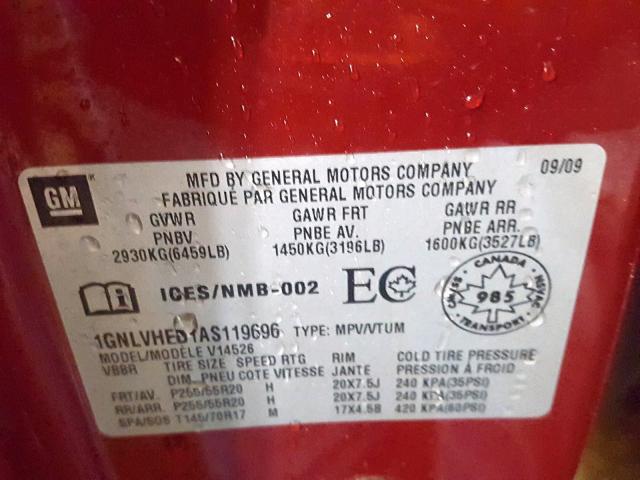 GM
MFD BY GENERAL MOTORS COMPANY 09/09
FABRIQUÉ PAR GENERAL MOTORS COMPANY
GVWR GAWR FRT GAWR RR
PNBV PNBE AV. PNBE ARR.
2930KG(6459LB) 1450KG(3196LB) 1600KG(3527LB)
ICES/NMB-002 EC CANADA 985 TRANSPORT
1GNLVHED1AS119696 TYPE: MPV/VTUM
MODEL/MODÈLE V14526
VBBR TIRE SIZE SPEED RTG RIM COLD TIRE PRESSURE
DIM. PNEU COTE VITESSE JANTE PRESSION À FROID
FRT/AV. P255/55R20 H 20X7.5J 240 KPA(35PSI)
RR/ARR. P255/55R20 H 20X7.5J 240 KPA(35PSI)
SPA/SOS T145/70R17 M 17X4.5B 420 KPA(60PSI)